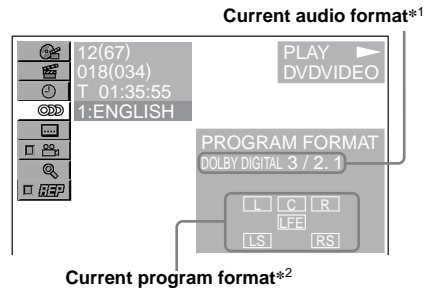 Current audio format*1
12(67)
018(034)
T 01:35:55
1:ENGLISH
PLAY
DVDVIDEO
PROGRAM FORMAT
DOLBY DIGITAL 3 / 2. 1
L C R
LFE
LS RS
REP
Current program format*2